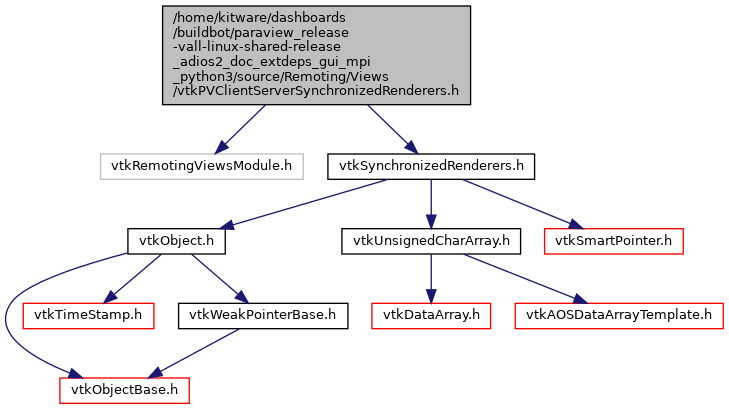 /home/kitware/dashboards
/buildbot/paraview_release
-vall-linux-shared-release
_adios2_doc_extdeps_gui_mpi
_python3/source/Remoting/Views
/vtkPVClientServerSynchronizedRenderers.h
vtkRemotingViewsModule.h
vtkSynchronizedRenderers.h
vtkObject.h
vtkUnsignedCharArray.h
vtkSmartPointer.h
vtkTimeStamp.h
vtkWeakPointerBase.h
vtkDataArray.h
vtkAOSDataArrayTemplate.h
vtkObjectBase.h